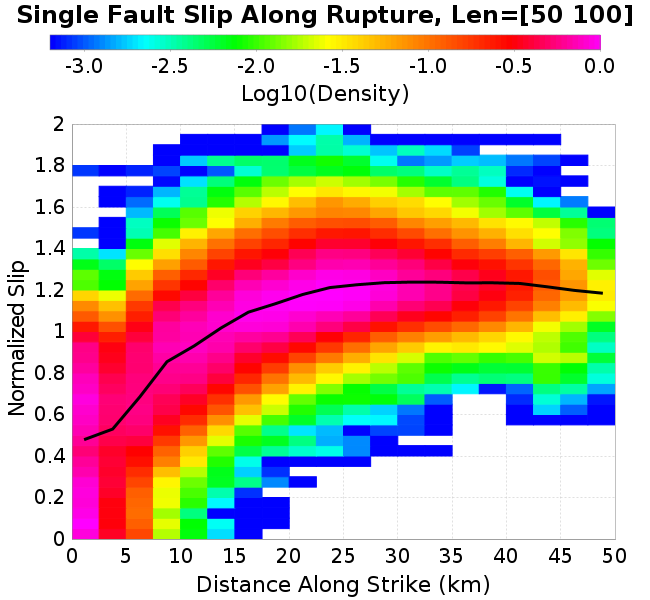 Single Fault Slip Along Rupture, Len=[50 100]
-3.0 -2.5 -2.0 -1.5 -1.0 -0.5 0.0
Log10(Density)
2
1.8
1.6
1.4
1.2
1
0.8
0.6
0.4
0.2
0
Normalized Slip
0 5 10 15 20 25 30 35 40 45 50
Distance Along Strike (km)